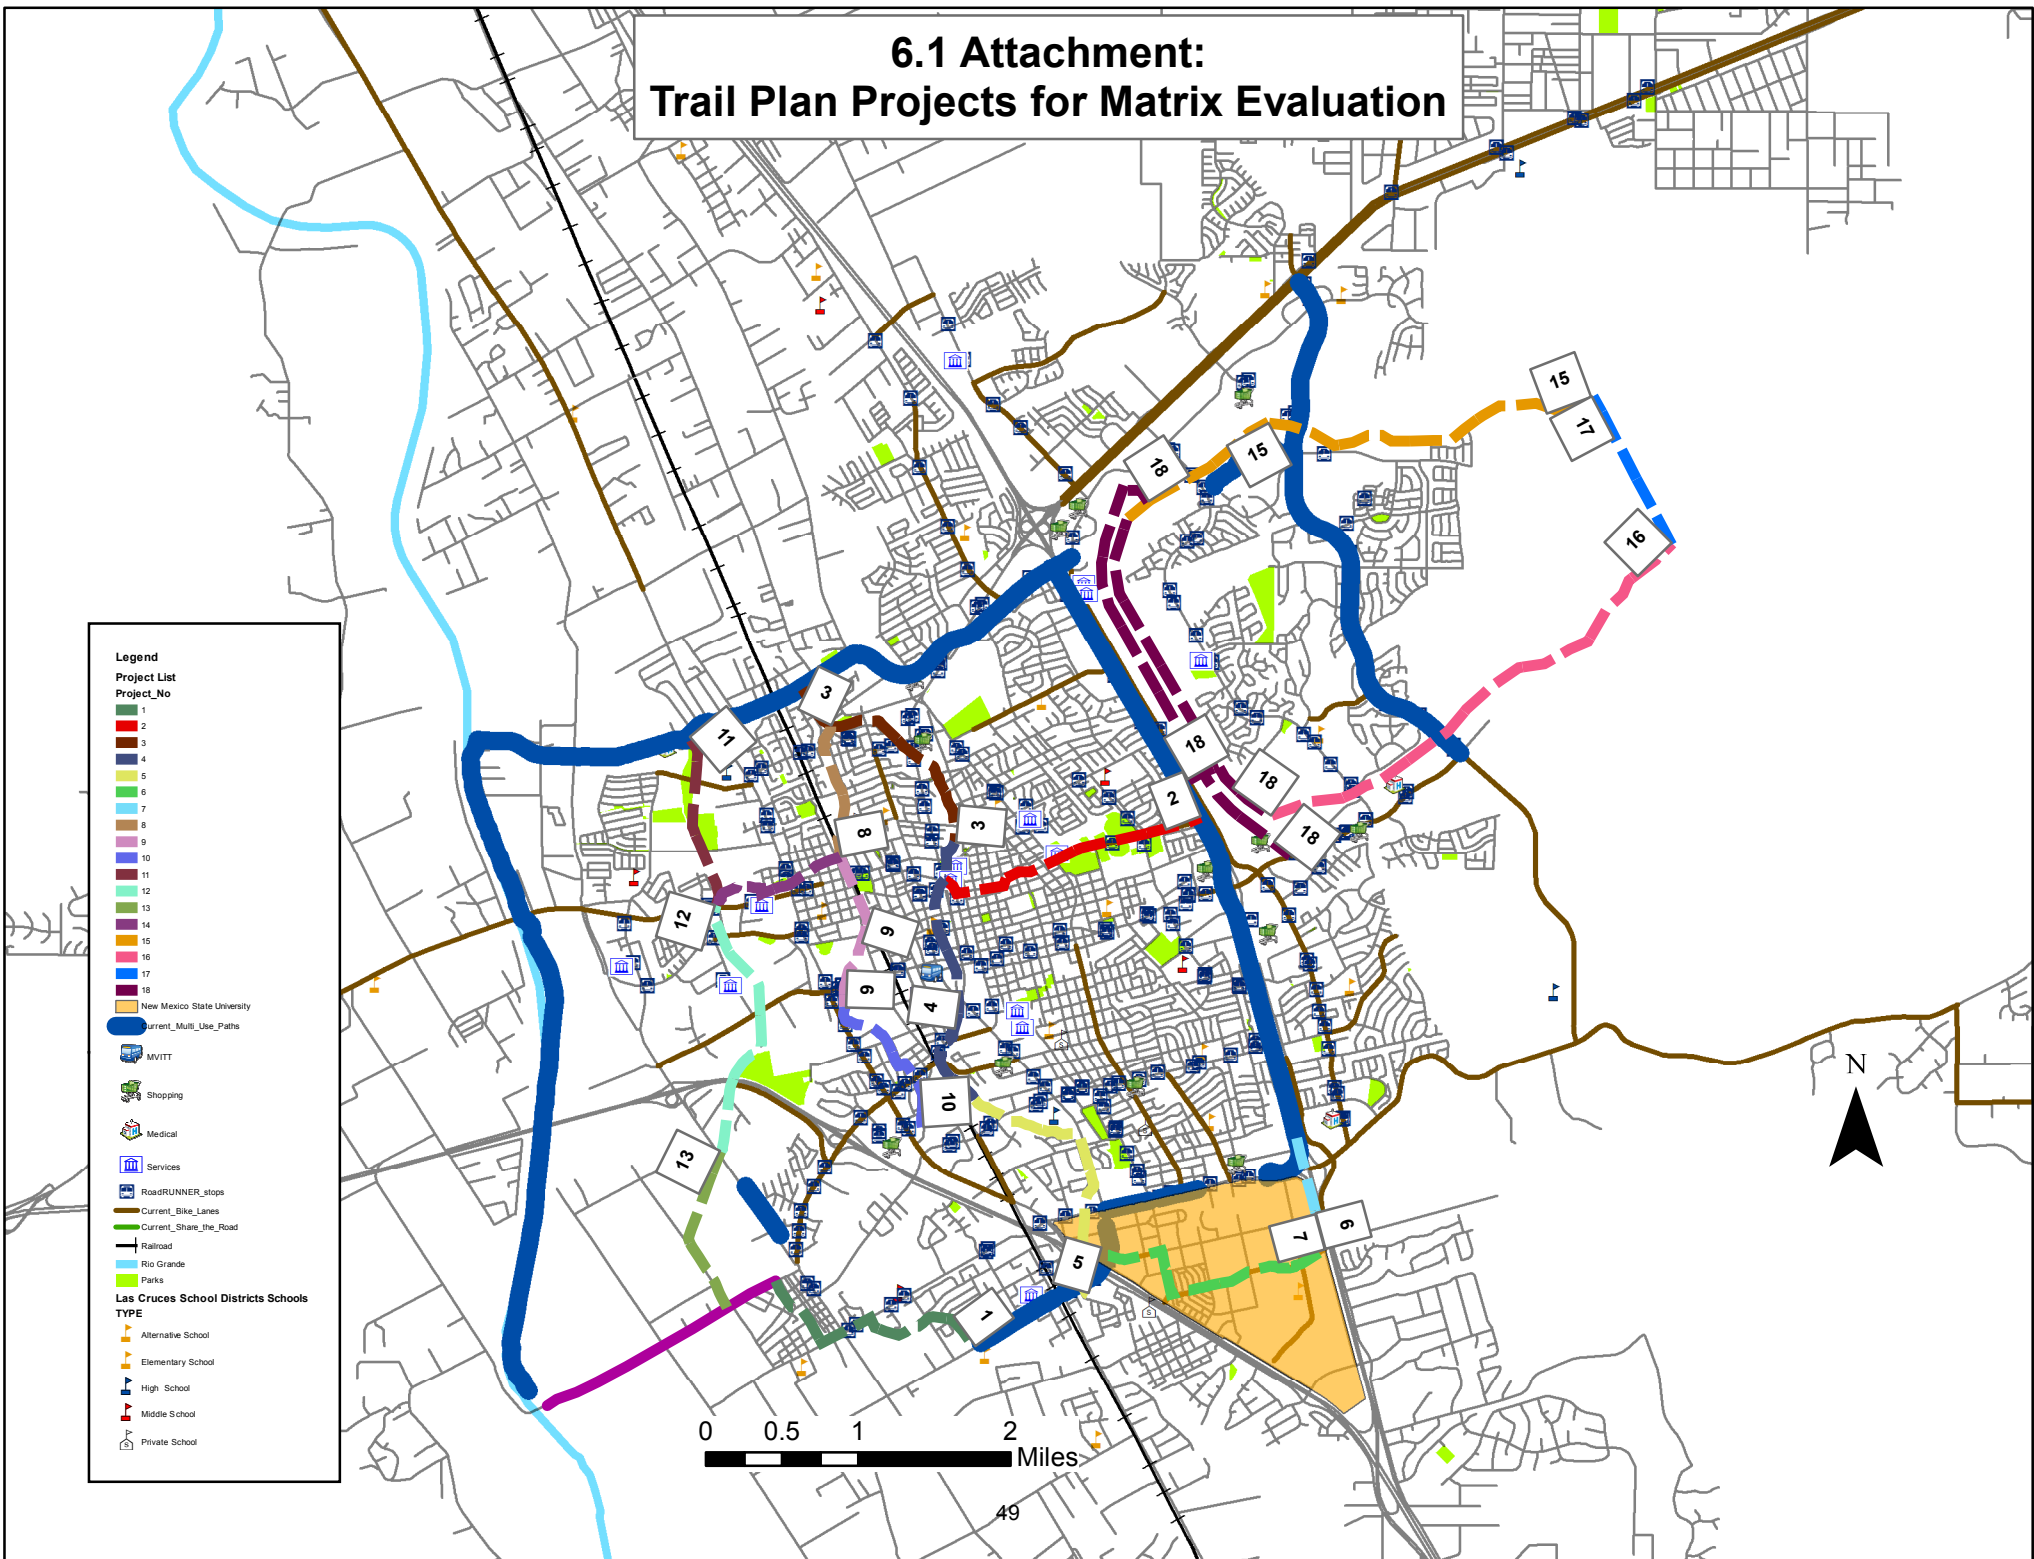 6.1 Attachment:
Trail Plan Projects for Matrix Evaluation
15
17
18
15
16
3
11
18
18
2
18
3
8
12
9
9
4
10
13
6
7
5
1
Legend
Project List
Project_No
1
2
3
4
5
6
7
8
9
10
11
12
13
14
15
16
17
18
New Mexico State University
Current_Multi_Use_Paths
MVITT
Shopping
Medical
Services
RoadRUNNER_stops
Current_Bike_Lanes
Current_Share_the_Road
Railroad
Rio Grande
Parks
Las Cruces School Districts Schools
TYPE
Alternative School
Elementary School
High School
Middle School
Private School
N
0 0.5 1 2
Miles
49